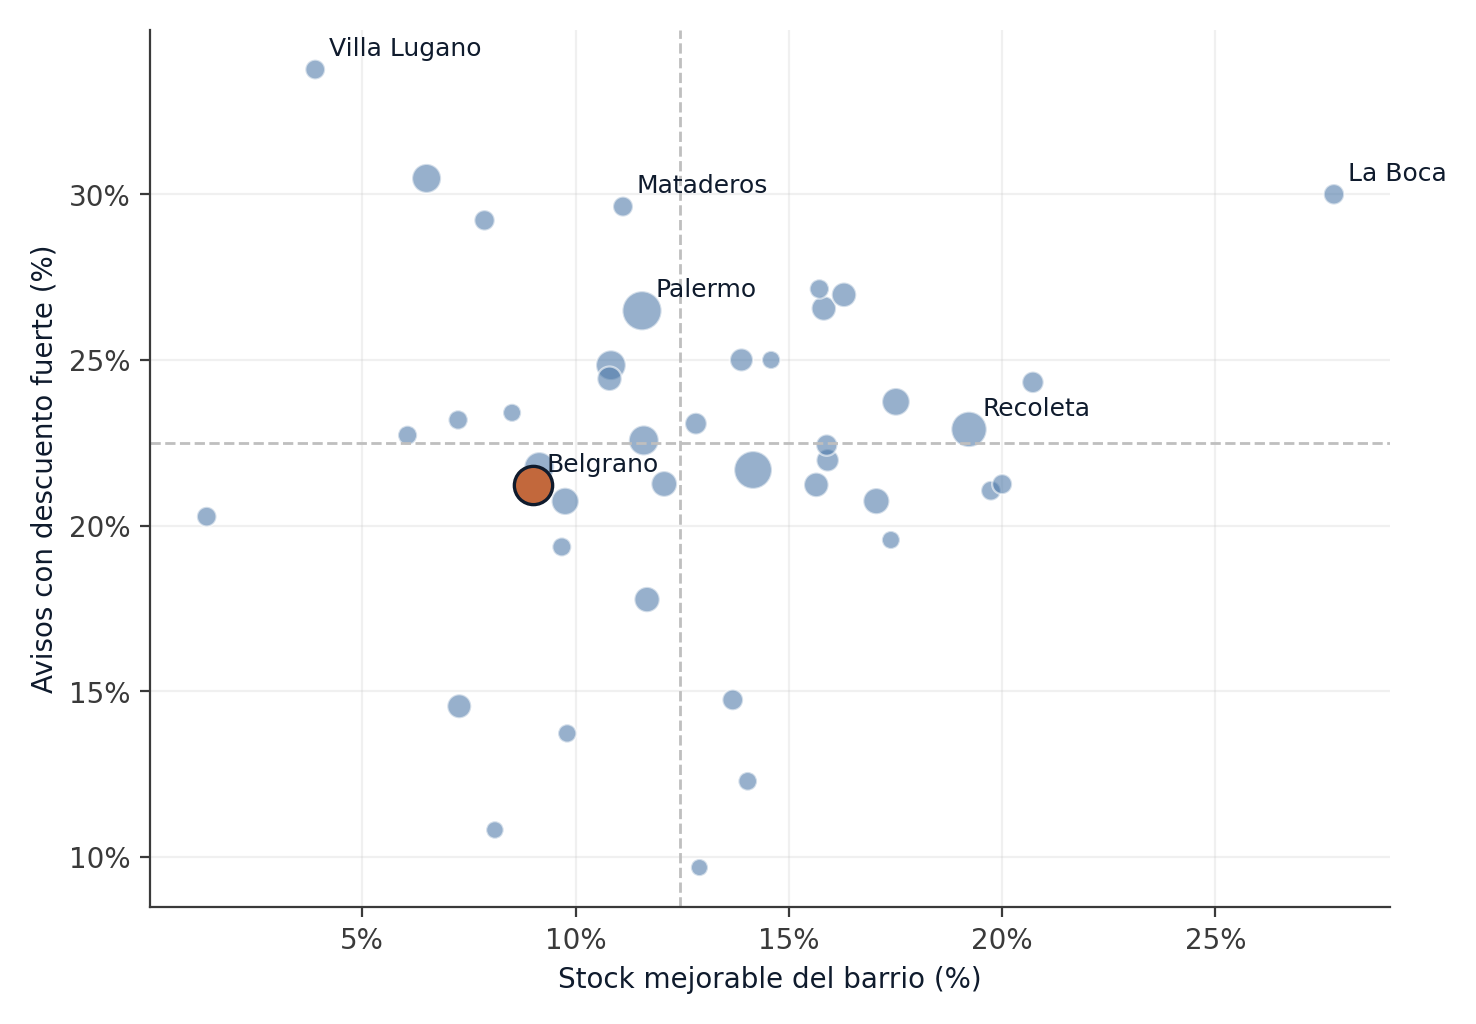 Villa Lugano
La Boca
Mataderos
Palermo
Recoleta
Belgrano
Avisos con descuento fuerte (%)
30%
25%
20%
15%
10%
5%
10%
15%
20%
25%
Stock mejorable del barrio (%)